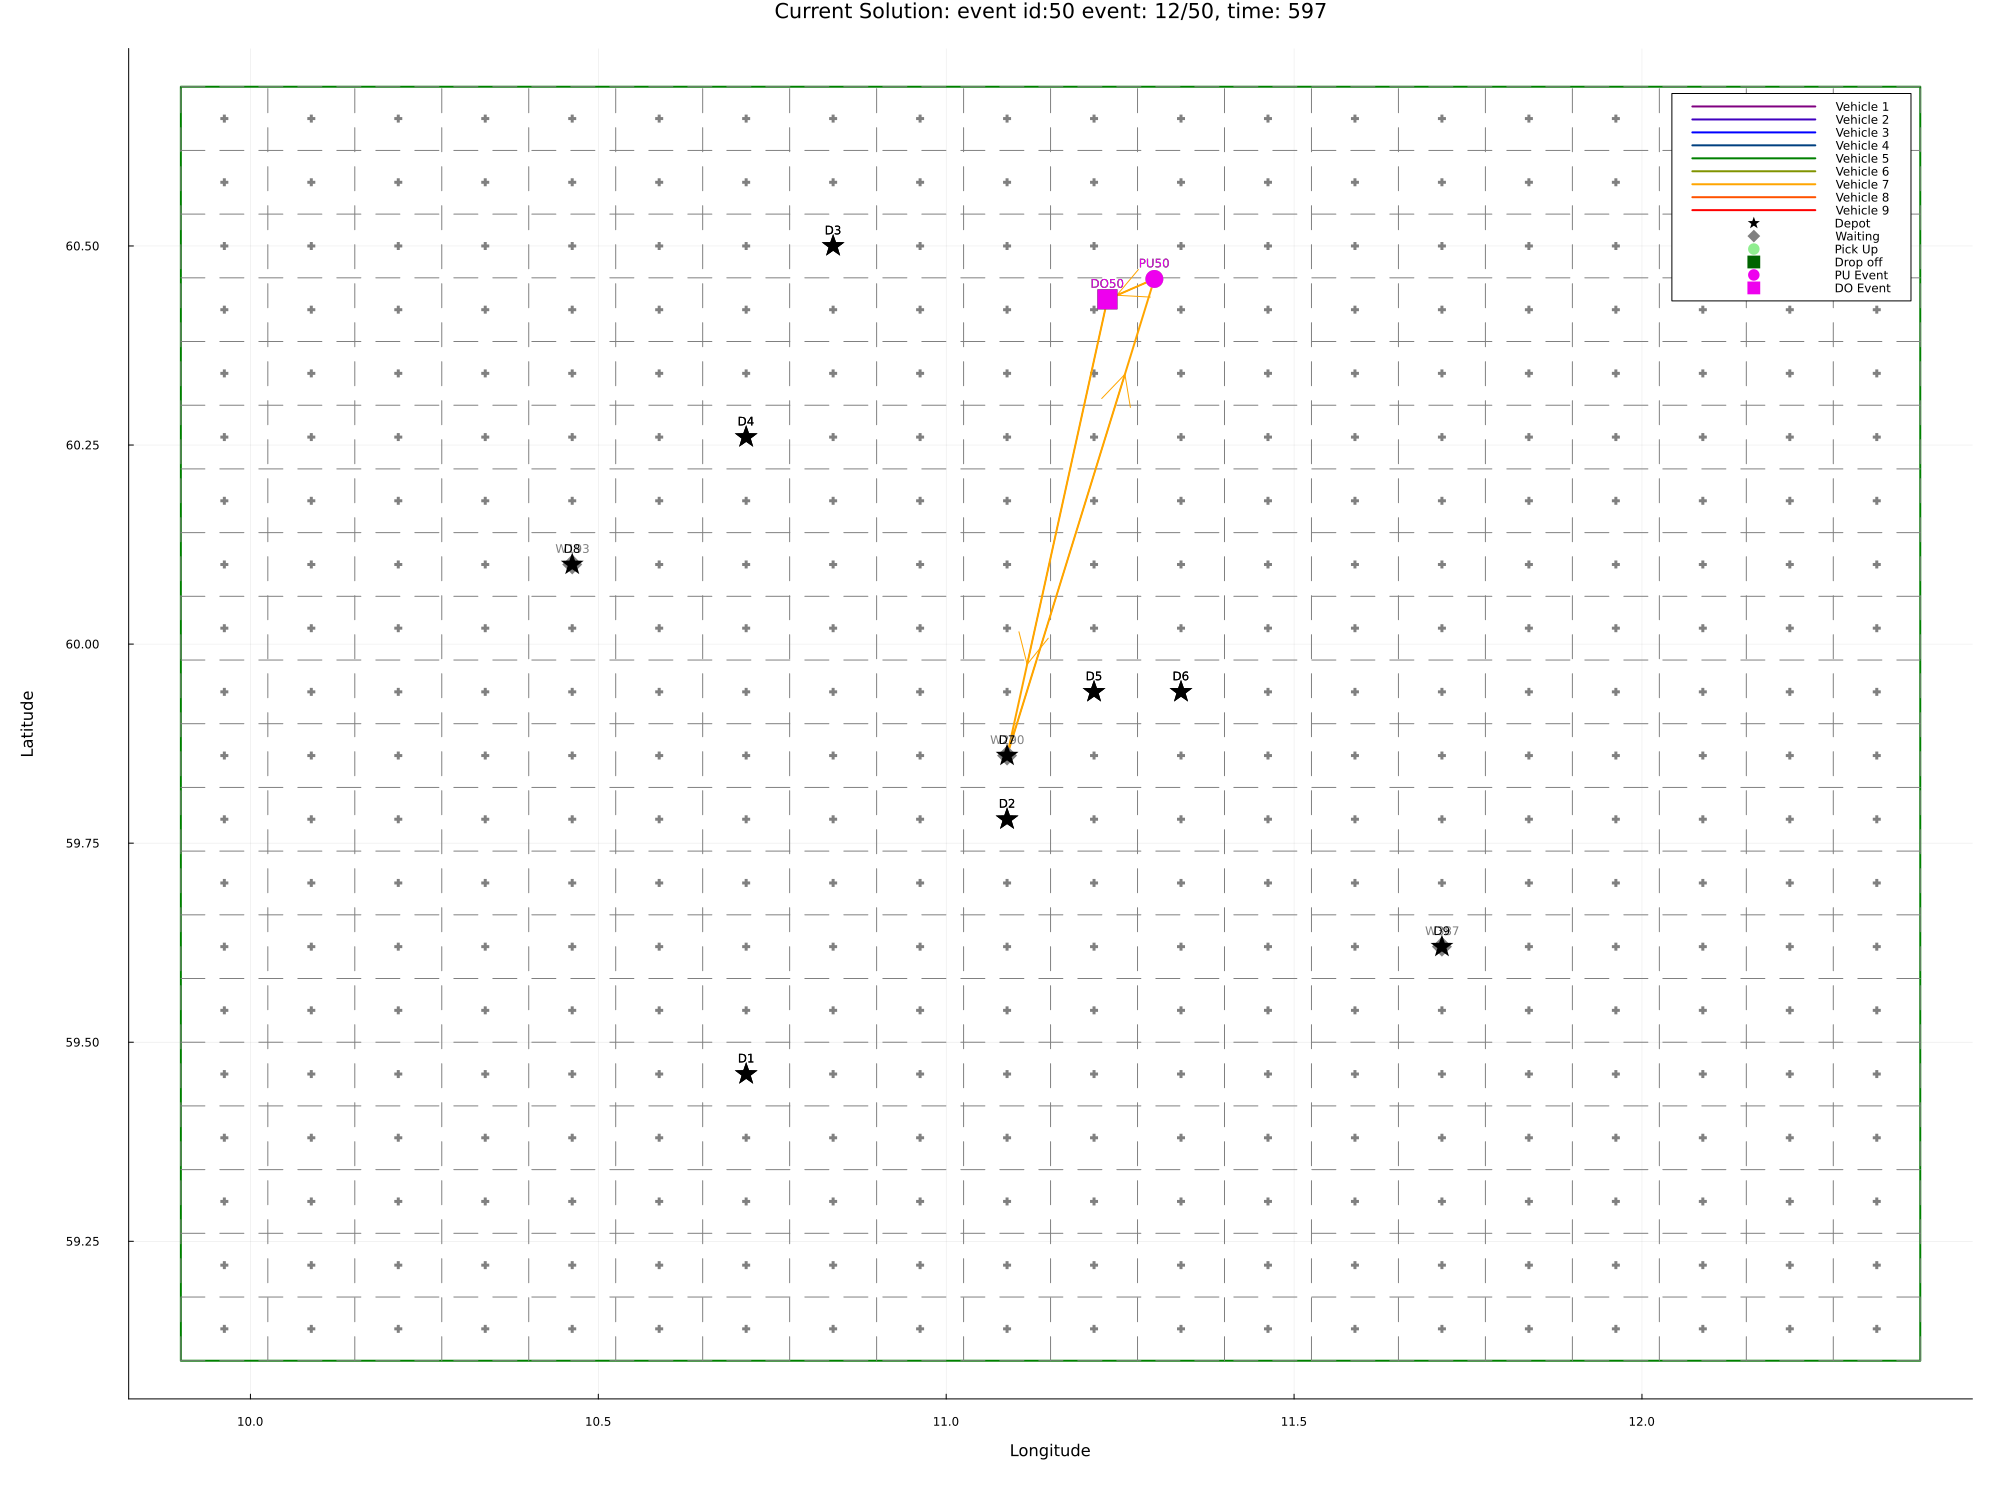 Current Solution: event id:50 event: 12/50, time: 597
Vehicle 1
Vehicle 2
Vehicle 3
Vehicle 4
Vehicle 5
Vehicle 6
Vehicle 7
Vehicle 8
Vehicle 9
Depot
Waiting
Pick Up
Drop off
PU Event
DO Event
60.50
60.25
60.00
59.75
59.50
59.25
Latitude
D3
PU50
DO50
D4
D8
D5
D6
D7
D2
D9
D1
10.0
10.5
11.0
11.5
12.0
Longitude